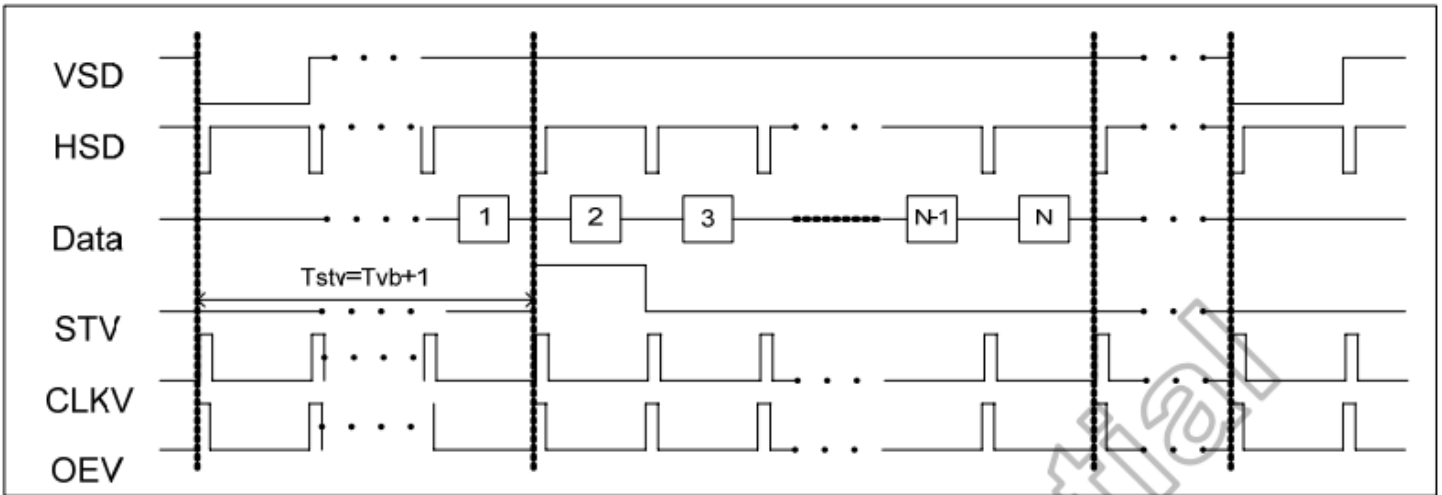 VSD
HSD
Data
1 2 3 N-1 N
Tstv=Tvb+1
STV
CLKV
OEV